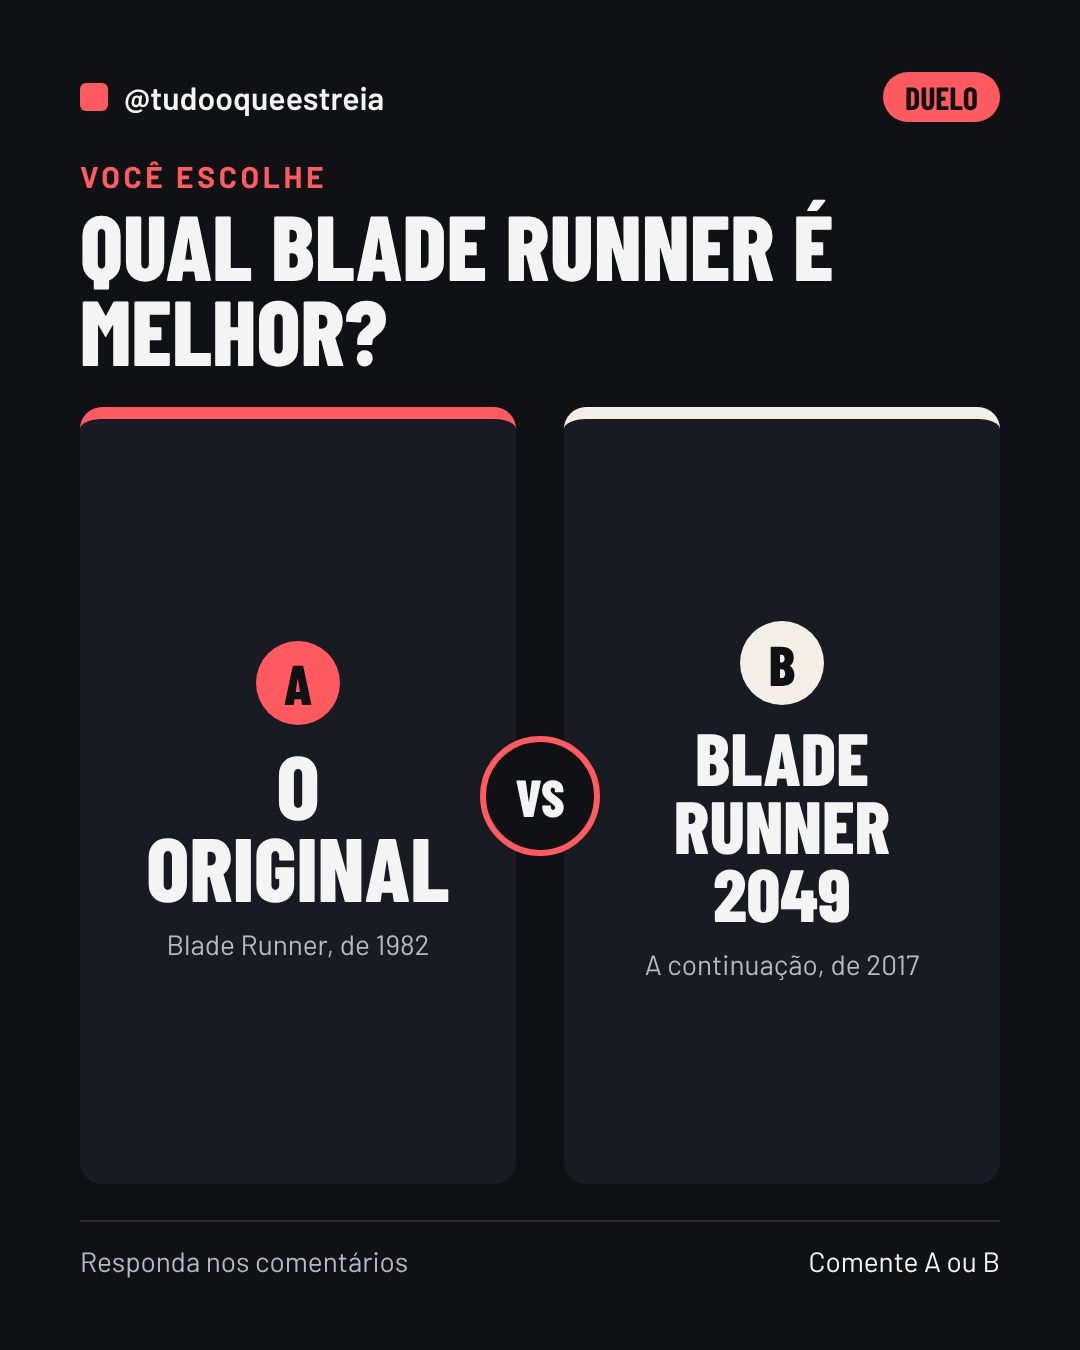 @tudooqueestreia
DUELO
VOCÊ ESCOLHE
QUAL BLADE RUNNER É
MELHOR?
A
O
ORIGINAL
Blade Runner, de 1982
VS
B
BLADE
RUNNER
2049
A continuação, de 2017
Responda nos comentários
Comente A ou B